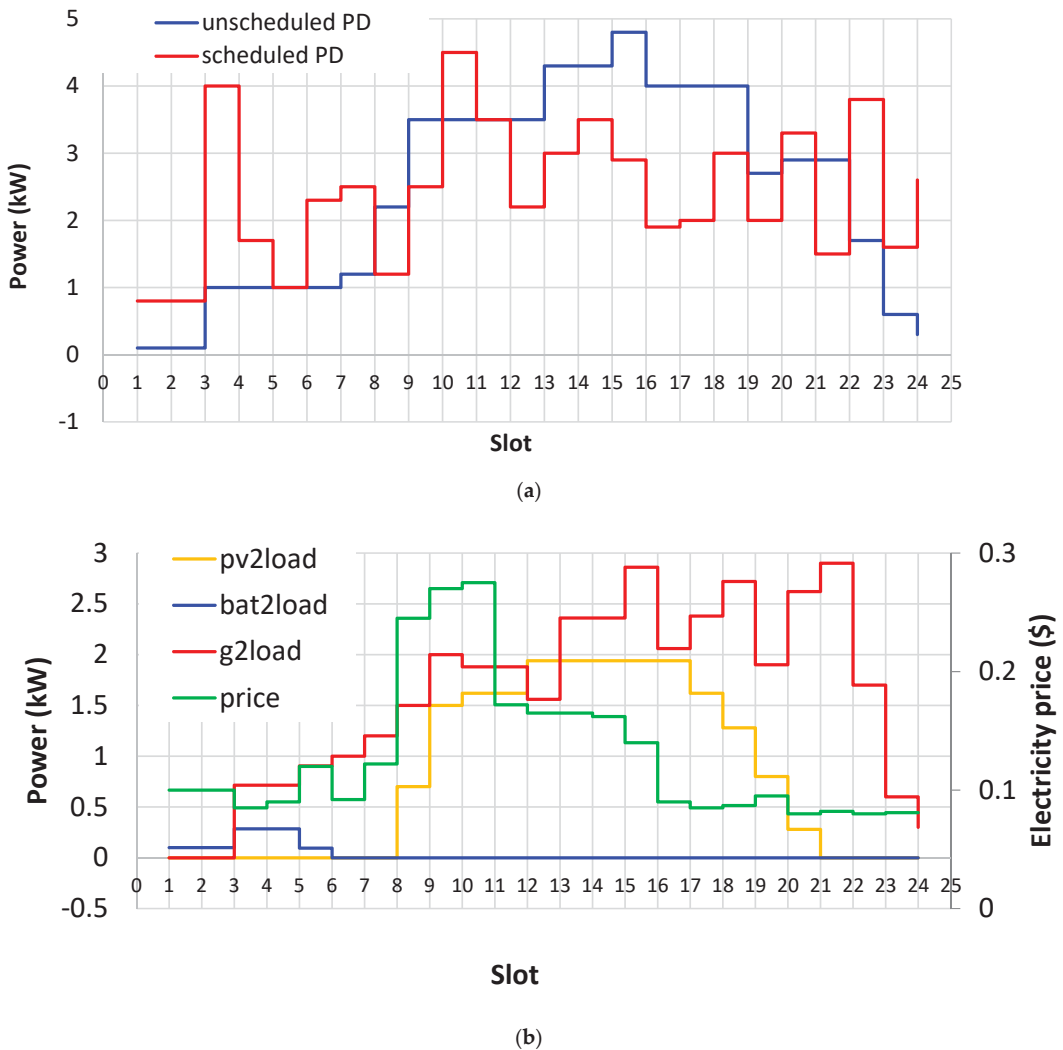 unscheduled PD
scheduled PD
5
4
3
2
1
0
-1
Power (kW)
0 1 2 3 4 5 6 7 8 9 10 11 12 13 14 15 16 17 18 19 20 21 22 23 24 25
Slot
(a)
pv2load
bat2load
g2load
price
3
2.5
2
1.5
1
0.5
0
-0.5
Power (kW)
0.3
0.2
0.1
0
Electricity price ($)
0 1 2 3 4 5 6 7 8 9 10 11 12 13 14 15 16 17 18 19 20 21 22 23 24 25
Slot
(b)